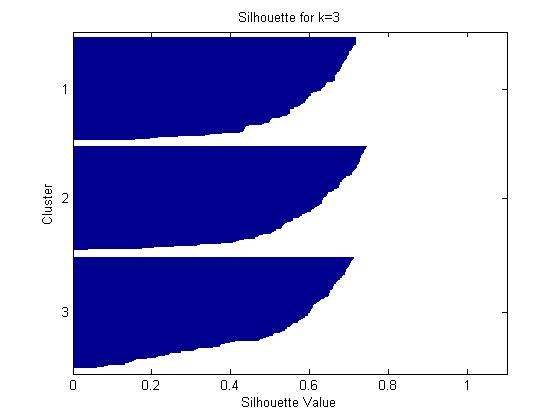 Silhouette for k=3
1
2
3
Cluster
0 0.2 0.4 0.6 0.8 1
Silhouette Value